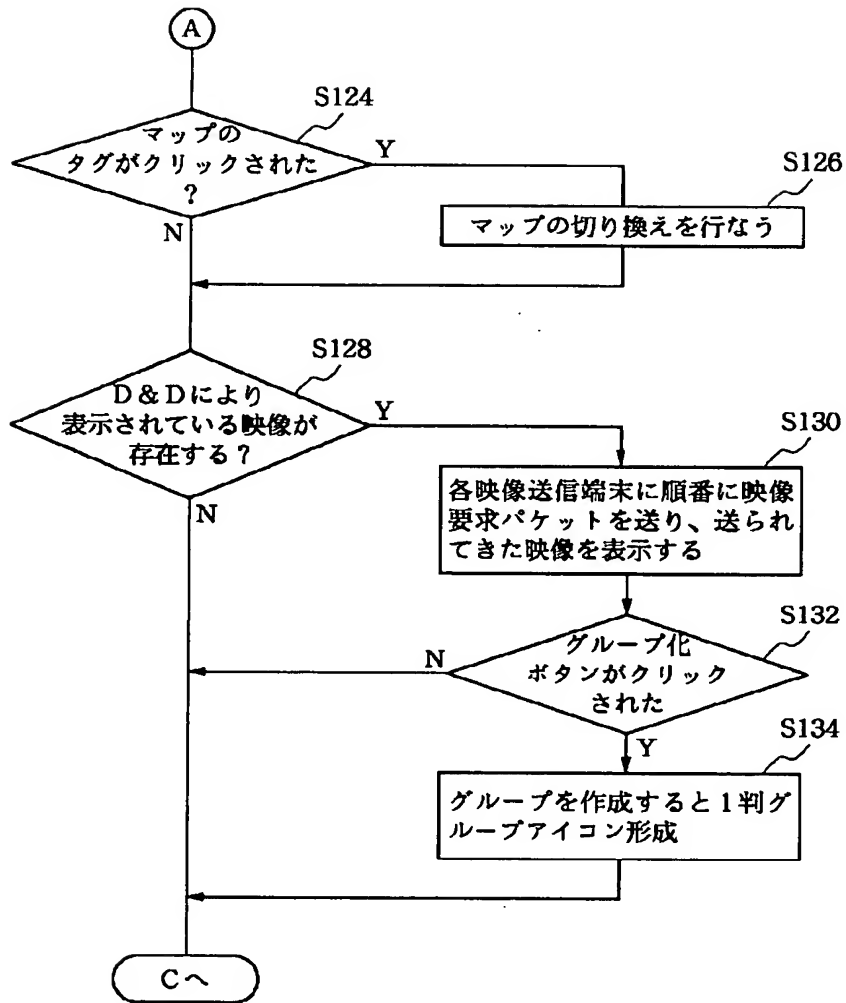 A
S124
マップの
タグがクリックされた
?
Y
N
S126
マップの切り換えを行なう
S128
D&Dにより
表示されている映像が
存在する?
Y
N
S130
各映像送信端末に順番に映像
要求パケットを送り、送られ
てきた映像を表示する
S132
グループ化
ボタンがクリック
された
N
Y
S134
グループを作成すると1判グ
ループアイコン形成
Cへ